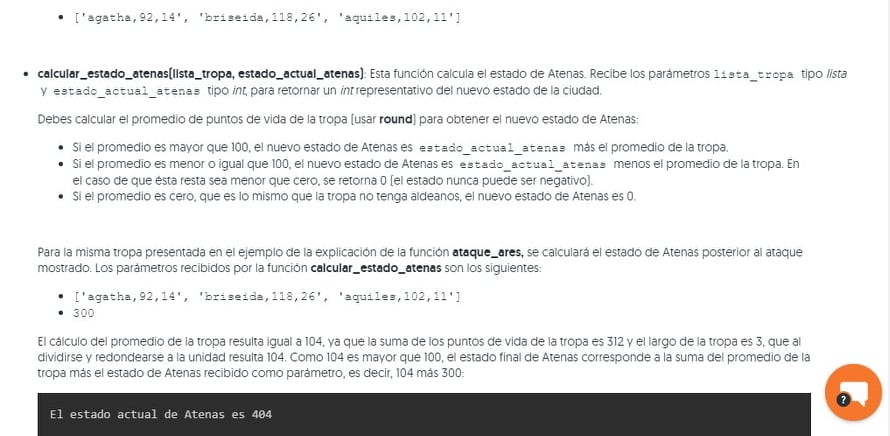 ['agatha,92,14', 'briseida,118,26', 'aquiles,102,11']
calcular_estado_atenas(lista_tropa, estado_actual_atenas): Esta función calcula el estado de Atenas. Recibe los parámetros lista_tropa tipo lista
y estado_actual_atenas tipo int, para retornar un int representativo del nuevo estado de la ciudad.
Debes calcular el promedio de puntos de vida de la tropa (usar round) para obtener el nuevo estado de Atenas:
Si el promedio es mayor que 100, el nuevo estado de Atenas es estado_actual_atenas más el promedio de la tropa.
Si el promedio es menor o igual que 100, el nuevo estado de Atenas es estado_actual_atenas menos el promedio de la tropa. En
el caso de que ésta resta sea menor que cero, se retorna 0 (el estado nunca puede ser negativo).
Si el promedio es cero, que es lo mismo que la tropa no tenga aldeanos, el nuevo estado de Atenas es 0.
Para la misma tropa presentada en el ejemplo de la explicación de la función ataque_ares, se calculará el estado de Atenas posterior al ataque
mostrado. Los parámetros recibidos por la función calcular_estado_atenas son los siguientes:
['agatha,92,14', 'briseida,118,26', 'aquiles,102,11']
300
El cálculo del promedio de la tropa resulta igual a 104, ya que la suma de los puntos de vida de la tropa es 312 y el largo de la tropa es 3, que al
dividirse y redondearse a la unidad resulta 104. Como 104 es mayor que 100, el estado final de Atenas corresponde a la suma del promedio de la
tropa más el estado de Atenas recibido como parámetro, es decir, 104 más 300:
El estado actual de Atenas es 404
?